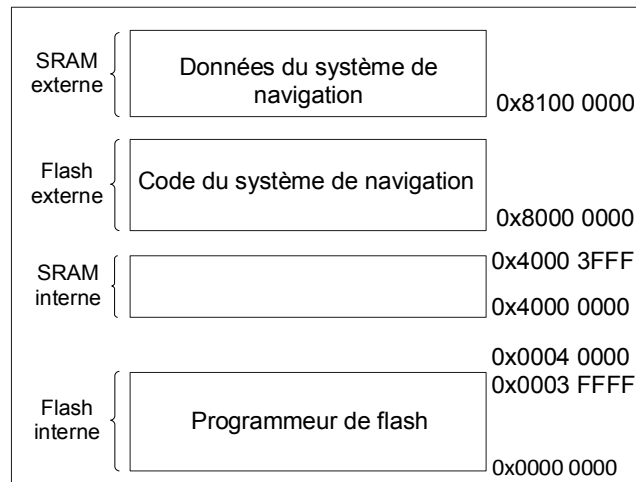 SRAM
externe
Données du système de
navigation
0x8100 0000
Flash
externe
Code du système de navigation
0x8000 0000
SRAM
interne
0x4000 3FFF
0x4000 0000
0x0004 0000
0x0003 FFFF
Flash
interne
Programmeur de flash
0x0000 0000